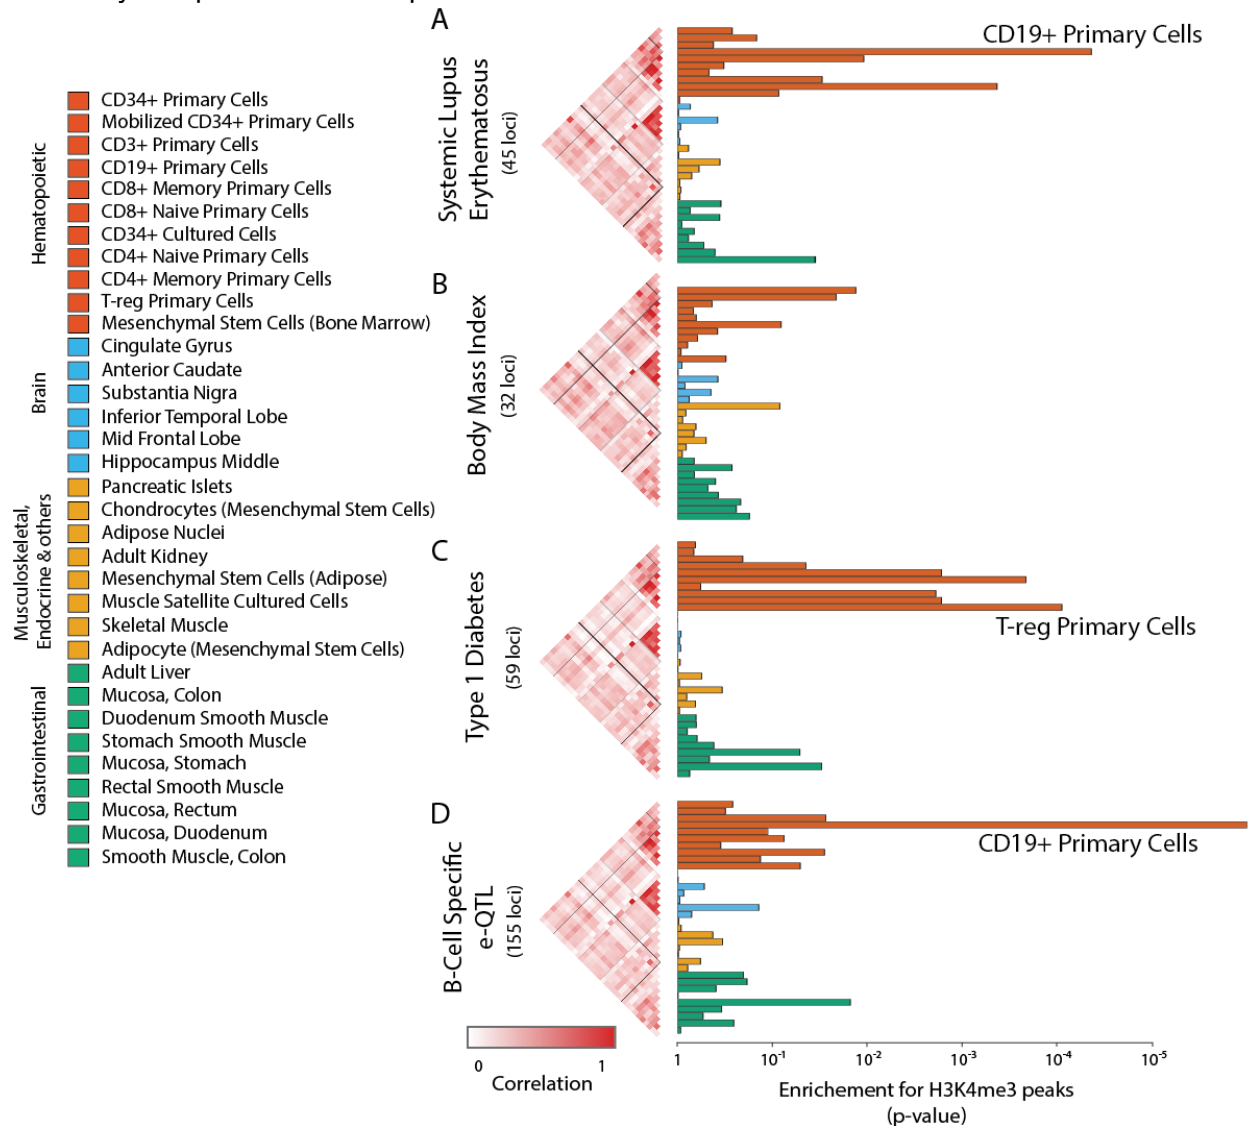 A
CD19+ Primary Cells
Systemic Lupus
Erythematosus
(45 loci)
Hematopoietic
CD34+ Primary Cells
Mobilized CD34+ Primary Cells
CD3+ Primary Cells
CD19+ Primary Cells
CD8+ Memory Primary Cells
CD8+ Naive Primary Cells
CD34+ Cultured Cells
CD4+ Naive Primary Cells
CD4+ Memory Primary Cells
T-reg Primary Cells
Mesenchymal Stem Cells (Bone Marrow)
Brain
Cingulate Gyrus
Anterior Caudate
Substantia Nigra
Inferior Temporal Lobe
Mid Frontal Lobe
Hippocampus Middle
Musculoskeletal,
Endocrine & others
Pancreatic Islets
Chondrocytes (Mesenchymal Stem Cells)
Adipose Nuclei
Adult Kidney
Mesenchymal Stem Cells (Adipose)
Muscle Satellite Cultured Cells
Skeletal Muscle
Adipocyte (Mesenchymal Stem Cells)
Gastrointestinal
Adult Liver
Mucosa, Colon
Duodenum Smooth Muscle
Stomach Smooth Muscle
Mucosa, Stomach
Rectal Smooth Muscle
Mucosa, Rectum
Mucosa, Duodenum
Smooth Muscle, Colon
B
Body Mass Index
(32 loci)
C
Type 1 Diabetes
(59 loci)
T-reg Primary Cells
D
B-Cell Specific
e-QTL
(155 loci)
CD19+ Primary Cells
0 1
Correlation
1 10-1 10-2 10-3 10-4 10-5
Enrichement for H3K4me3 peaks
(p-value)